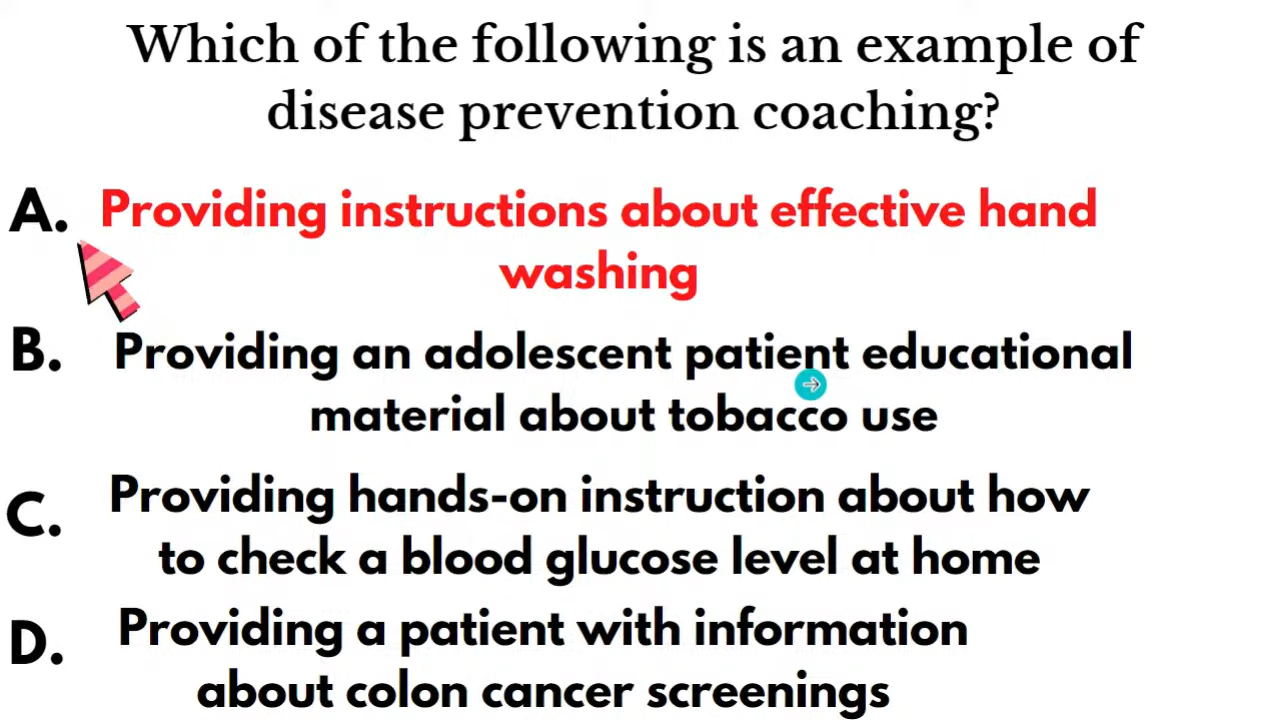 Which of the following is an example of
disease prevention coaching?
A. Providing instructions about effective hand
washing
B. Providing an adolescent patient educational
material about tobacco use
C. Providing hands-on instruction about how
to check a blood glucose level at home
D. Providing a patient with information
about colon cancer screenings